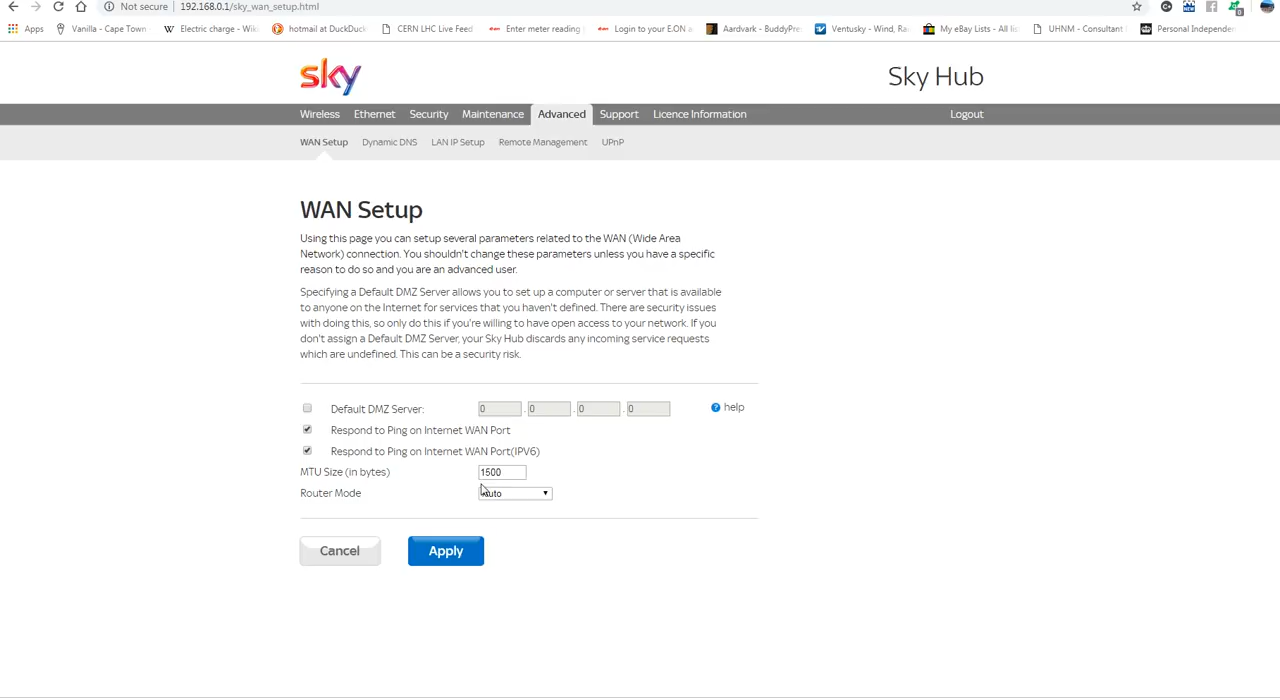 Not secure | 192.168.0.1/sky_wan_setup.html
Apps Vanilla - Cape Town Electric charge - Wiki hotmail at DuckDuck CERN LHC Live Feed Enter meter reading Login to your E.ON Aardvark - BuddyPre Ventusky - Wind, Ra My eBay Lists - All li UHNM - Consultant Personal Independen
sky
Sky Hub
Wireless Ethernet Security Maintenance Advanced Support Licence Information Logout
WAN Setup Dynamic DNS LAN IP Setup Remote Management UPnP
WAN Setup
Using this page you can setup several parameters related to the WAN (Wide Area
Network) connection. You shouldn't change these parameters unless you have a specific
reason to do so and you are an advanced user.
Specifying a Default DMZ Server allows you to set up a computer or server that is available
to anyone on the Internet for services that you haven't defined. There are security issues
with doing this, so only do this if you're willing to have open access to your network. If you
don't assign a Default DMZ Server, your Sky Hub discards any incoming service requests
which are undefined. This can be a security risk.
Default DMZ Server: 0 . 0 . 0 . 0 help
Respond to Ping on Internet WAN Port
Respond to Ping on Internet WAN Port(IPV6)
MTU Size (in bytes) 1500
Router Mode Auto
Cancel Apply